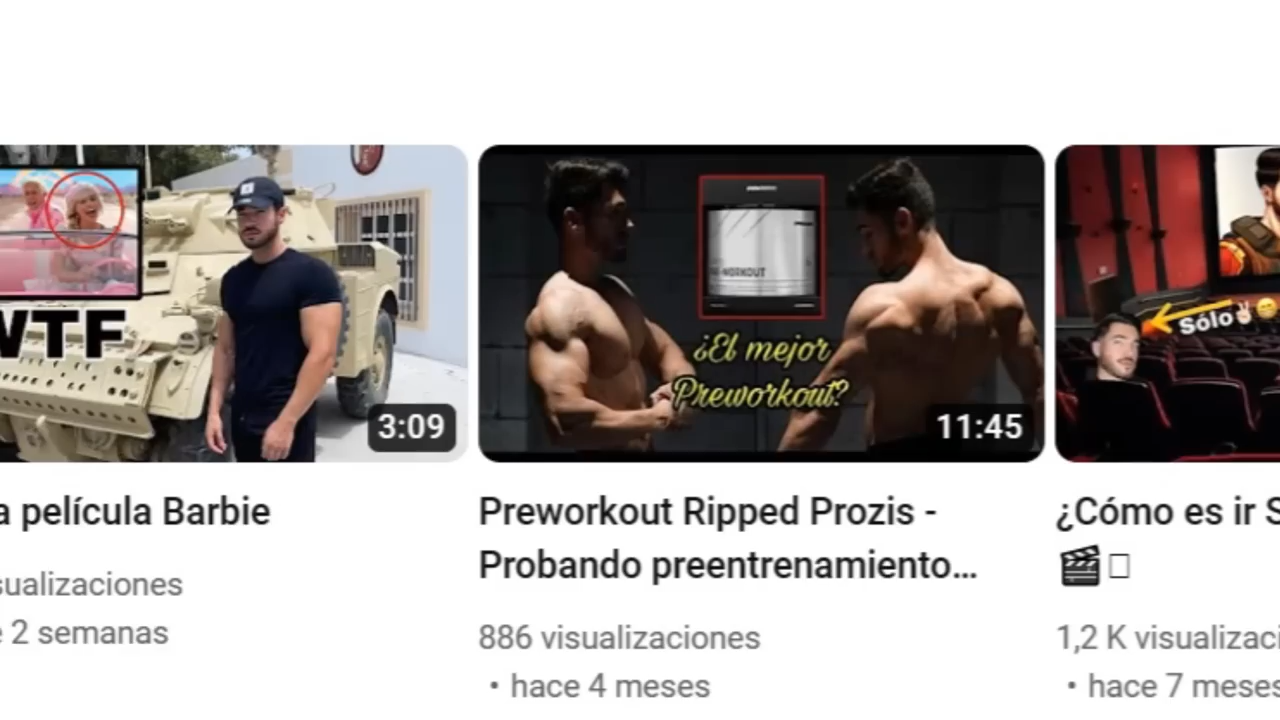 WTF
3:09
a película Barbie
sualizaciones
2 semanas
WORKOUT
¿El mejor
Preworkout?
11:45
Preworkout Ripped Prozis -
Probando preentrenamiento...
886 visualizaciones
• hace 4 meses
Sólo✌😁
¿Cómo es ir S
🎬
1,2 K visualizaci
• hace 7 meses